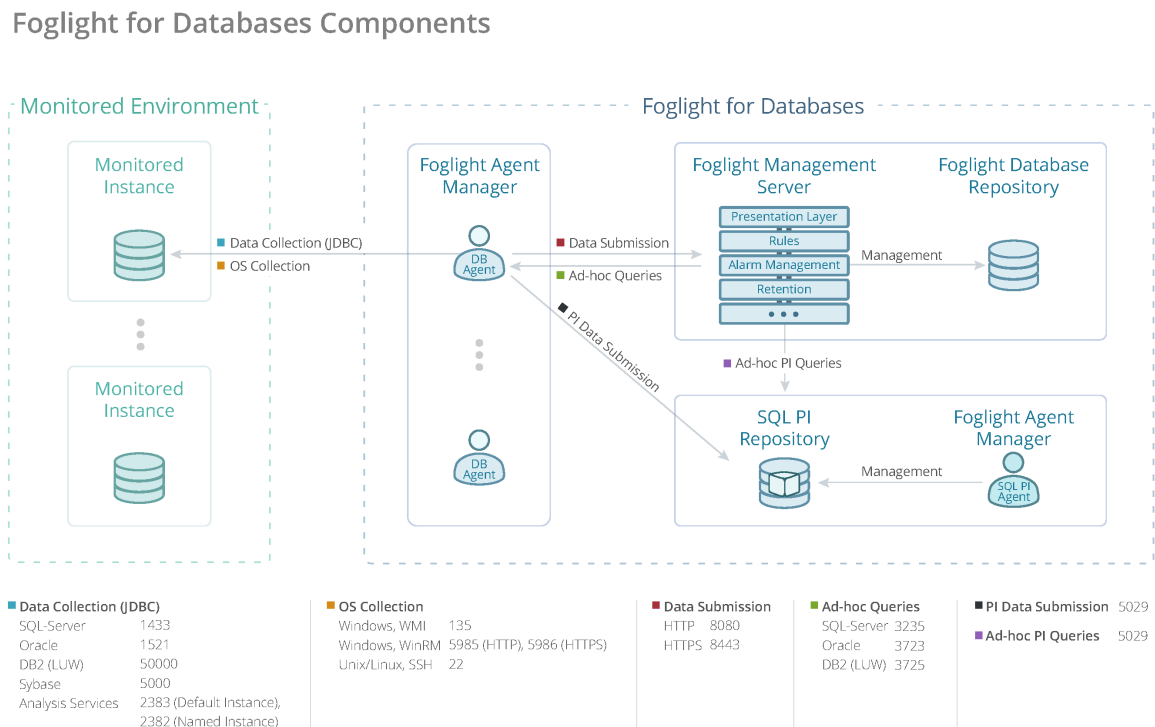 Foglight for Databases Components
Monitored Environment
Foglight for Databases
Monitored
Instance
Foglight Agent
Manager
Foglight Management
Server
Foglight Database
Repository
Presentation Layer
Rules
Alarm Management
Retention
Data Collection (JDBC)
OS Collection
DB
Agent
Data Submission
Ad-hoc Queries
Management
PI Data Submission
Ad-hoc PI Queries
Monitored
Instance
DB
Agent
SQL PI
Repository
Foglight Agent
Manager
Management
SQL PI
Agent
Data Collection (JDBC)
SQL-Server 1433
Oracle 1521
DB2 (LUW) 50000
Sybase 5000
Analysis Services 2383 (Default Instance),
2382 (Named Instance)
OS Collection
Windows, WMI 135
Windows, WinRM 5985 (HTTP), 5986 (HTTPS)
Unix/Linux, SSH 22
Data Submission
HTTP 8080
HTTPS 8443
Ad-hoc Queries
SQL-Server 3235
Oracle 3723
DB2 (LUW) 3725
PI Data Submission 5029
Ad-hoc PI Queries 5029